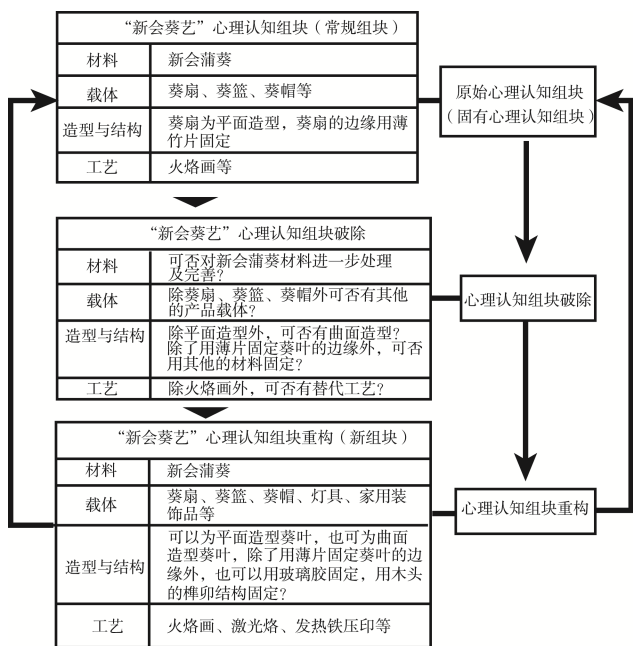 “新会葵艺”心理认知组块(常规组块)
材料 新会蒲葵
载体 葵扇、葵篮、葵帽等
造型与结构 葵扇为平面造型，葵扇的边缘用薄
竹片固定
工艺 火烙画等
原始心理认知组块
(固有心理认知组块)
“新会葵艺”心理认知组块破除
材料 可否对新会蒲葵材料进一步处理
及完善？
载体 除葵扇、葵篮、葵帽外可否有其他
的产品载体？
造型与结构 除平面造型外，可否有曲面造型？
除了用薄片固定葵叶的边缘外，可否
用其他的材料固定？
工艺 除火烙画外，可否有替代工艺？
心理认知组块破除
“新会葵艺”心理认知组块重构(新组块)
材料 新会蒲葵
载体 葵扇、葵篮、葵帽、灯具、家用装
饰品等
造型与结构 可以为平面造型葵叶，也可为曲面
造型葵叶，除了用薄片固定葵叶的边
缘外，也可以用玻璃胶固定，用木头
的榫卯结构固定？
工艺 火烙画、激光烙、发热铁压印等
心理认知组块重构